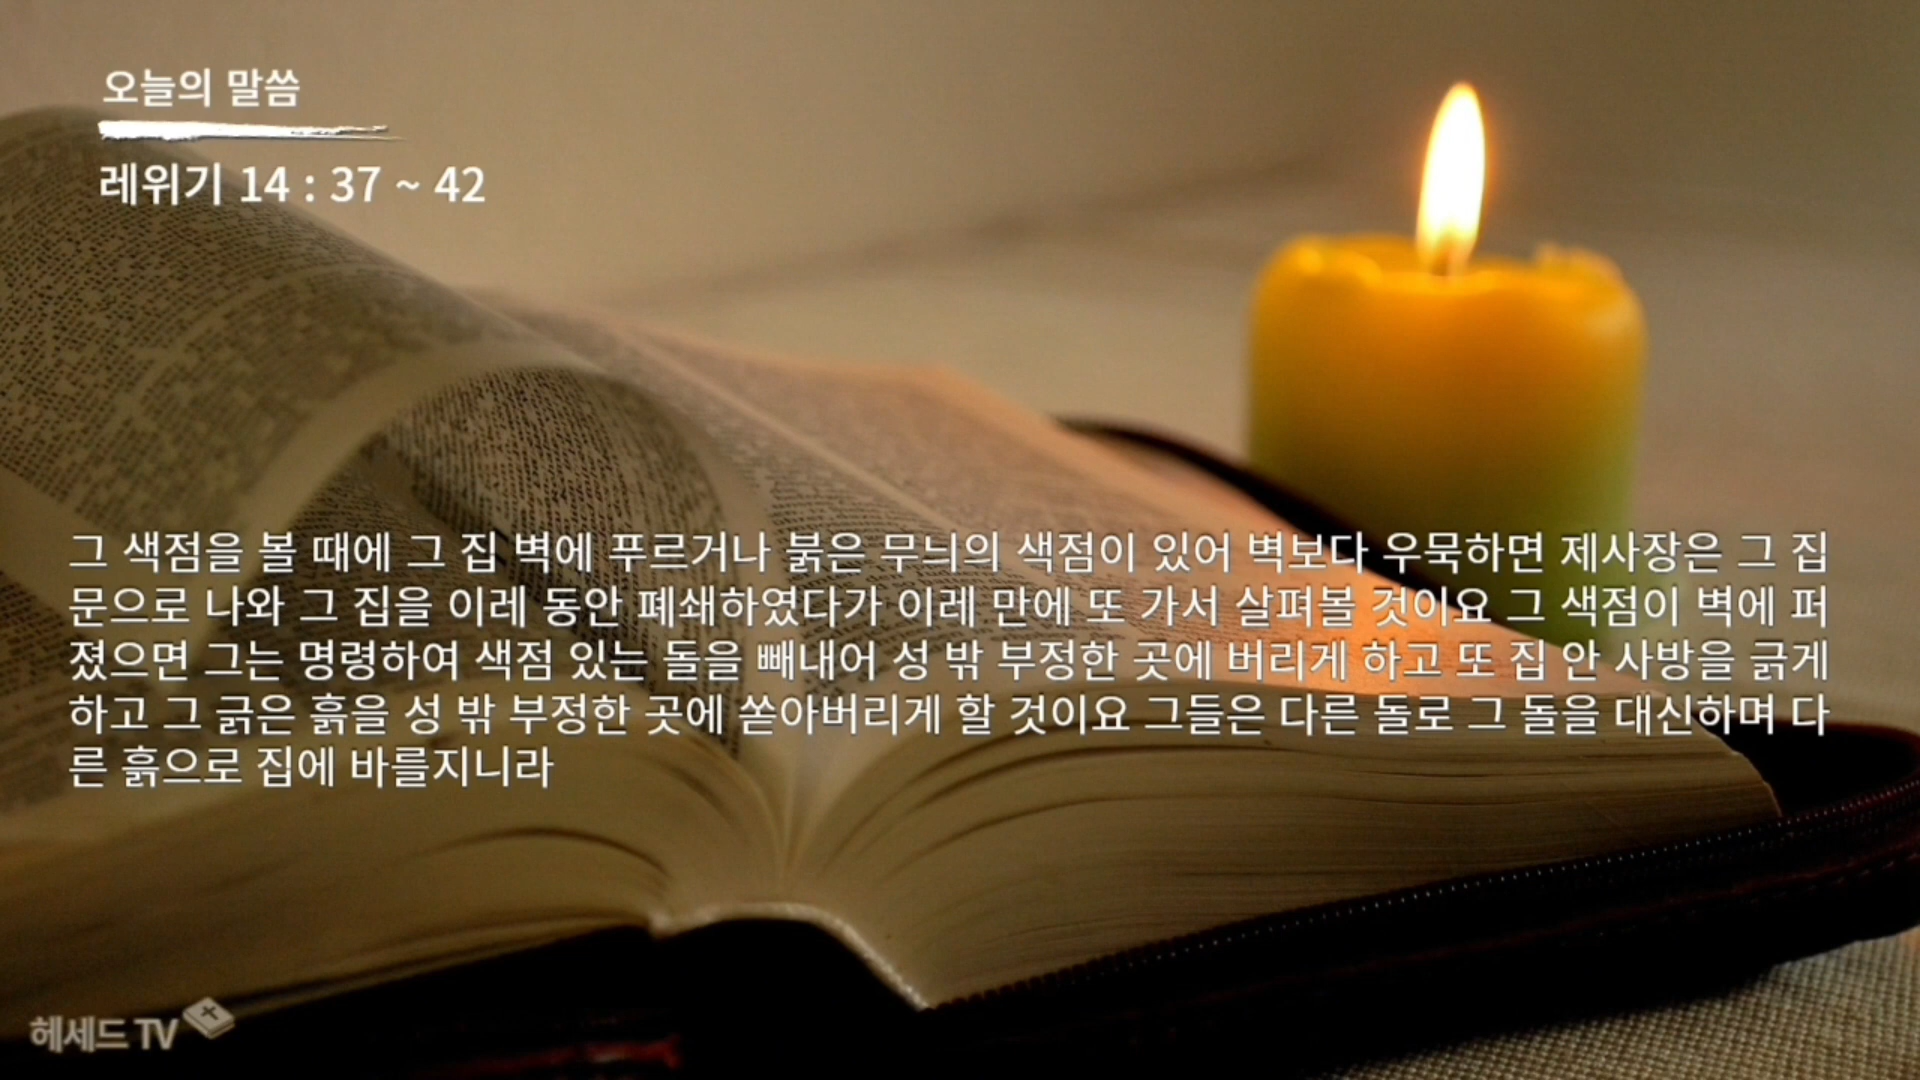 오늘의 말씀
레위기 14 : 37 ~ 42
그 색점을 볼 때에 그 집 벽에 푸르거나 붉은 무늬의 색점이 있어 벽보다 우묵하면 제사장은 그 집
문으로 나와 그 집을 이레 동안 폐쇄하였다가 이레 만에 또 가서 살펴볼 것이요 그 색점이 벽에 퍼
졌으면 그는 명령하여 색점 있는 돌을 빼내어 성 밖 부정한 곳에 버리게 하고 또 집 안 사방을 긁게
하고 그 긁은 흙을 성 밖 부정한 곳에 쏟아버리게 할 것이요 그들은 다른 돌로 그 돌을 대신하며 다
른 흙으로 집에 바를지니라
헤세드 TV